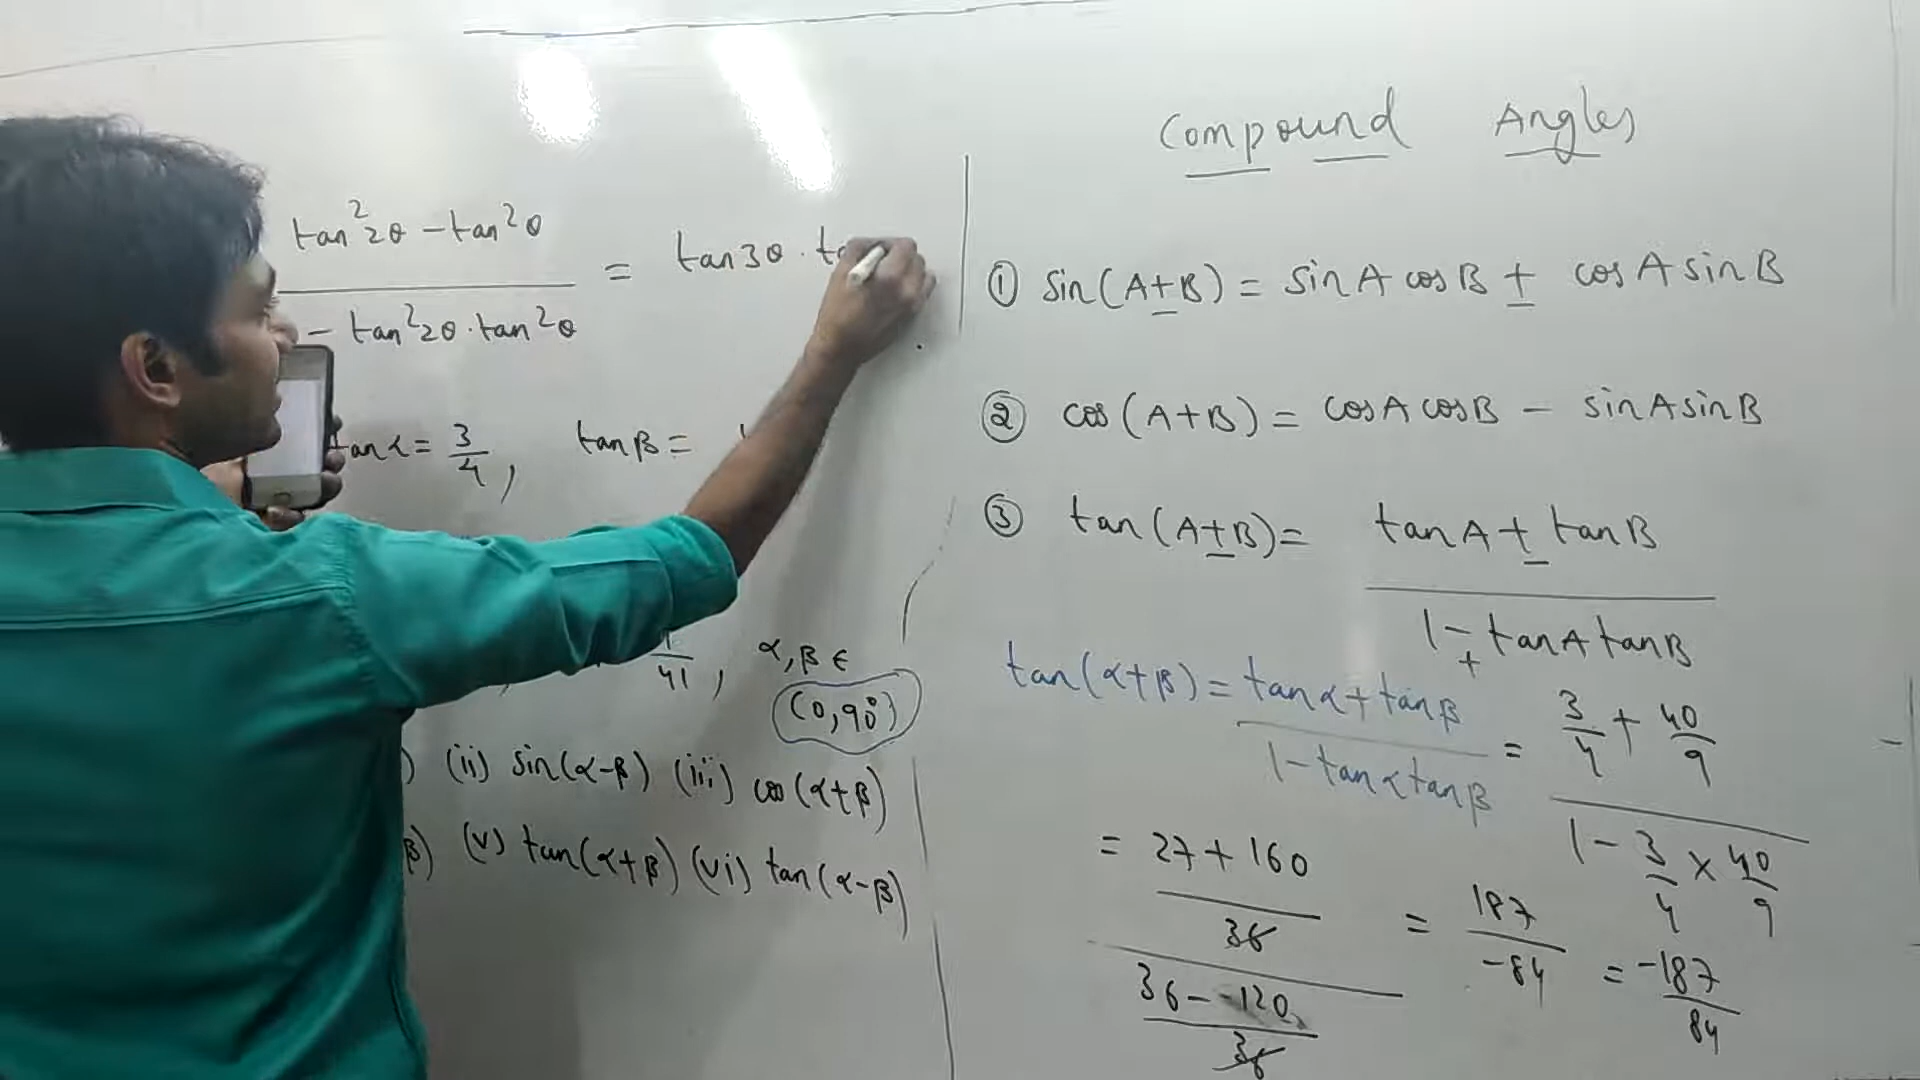 tan²2θ - tan²θ
= tan3θ .
- tan²2θ . tan²θ
tanα = 3/4 , tanβ =
/41 , α,β ∈
(0,90°)
) (ii) sin(α-β) (iii) cos(α+β)
β) (v) tan(α+β) (vi) tan(α-β)
Compound Angles
① sin(A±B) = sinA cosB ± cosA sinB
② cos(A+B) = cosA cosB - sinA sinB
③ tan(A±B) = tanA ± tanB
1 ∓ tanA tanB
tan(α+β) = tanα + tanβ
1 - tanα tanβ
= 3/4 + 40/9
1 - 3/4 × 40/9
= 27+160
36
36 - 120
36
= 187/-84 = -187/84